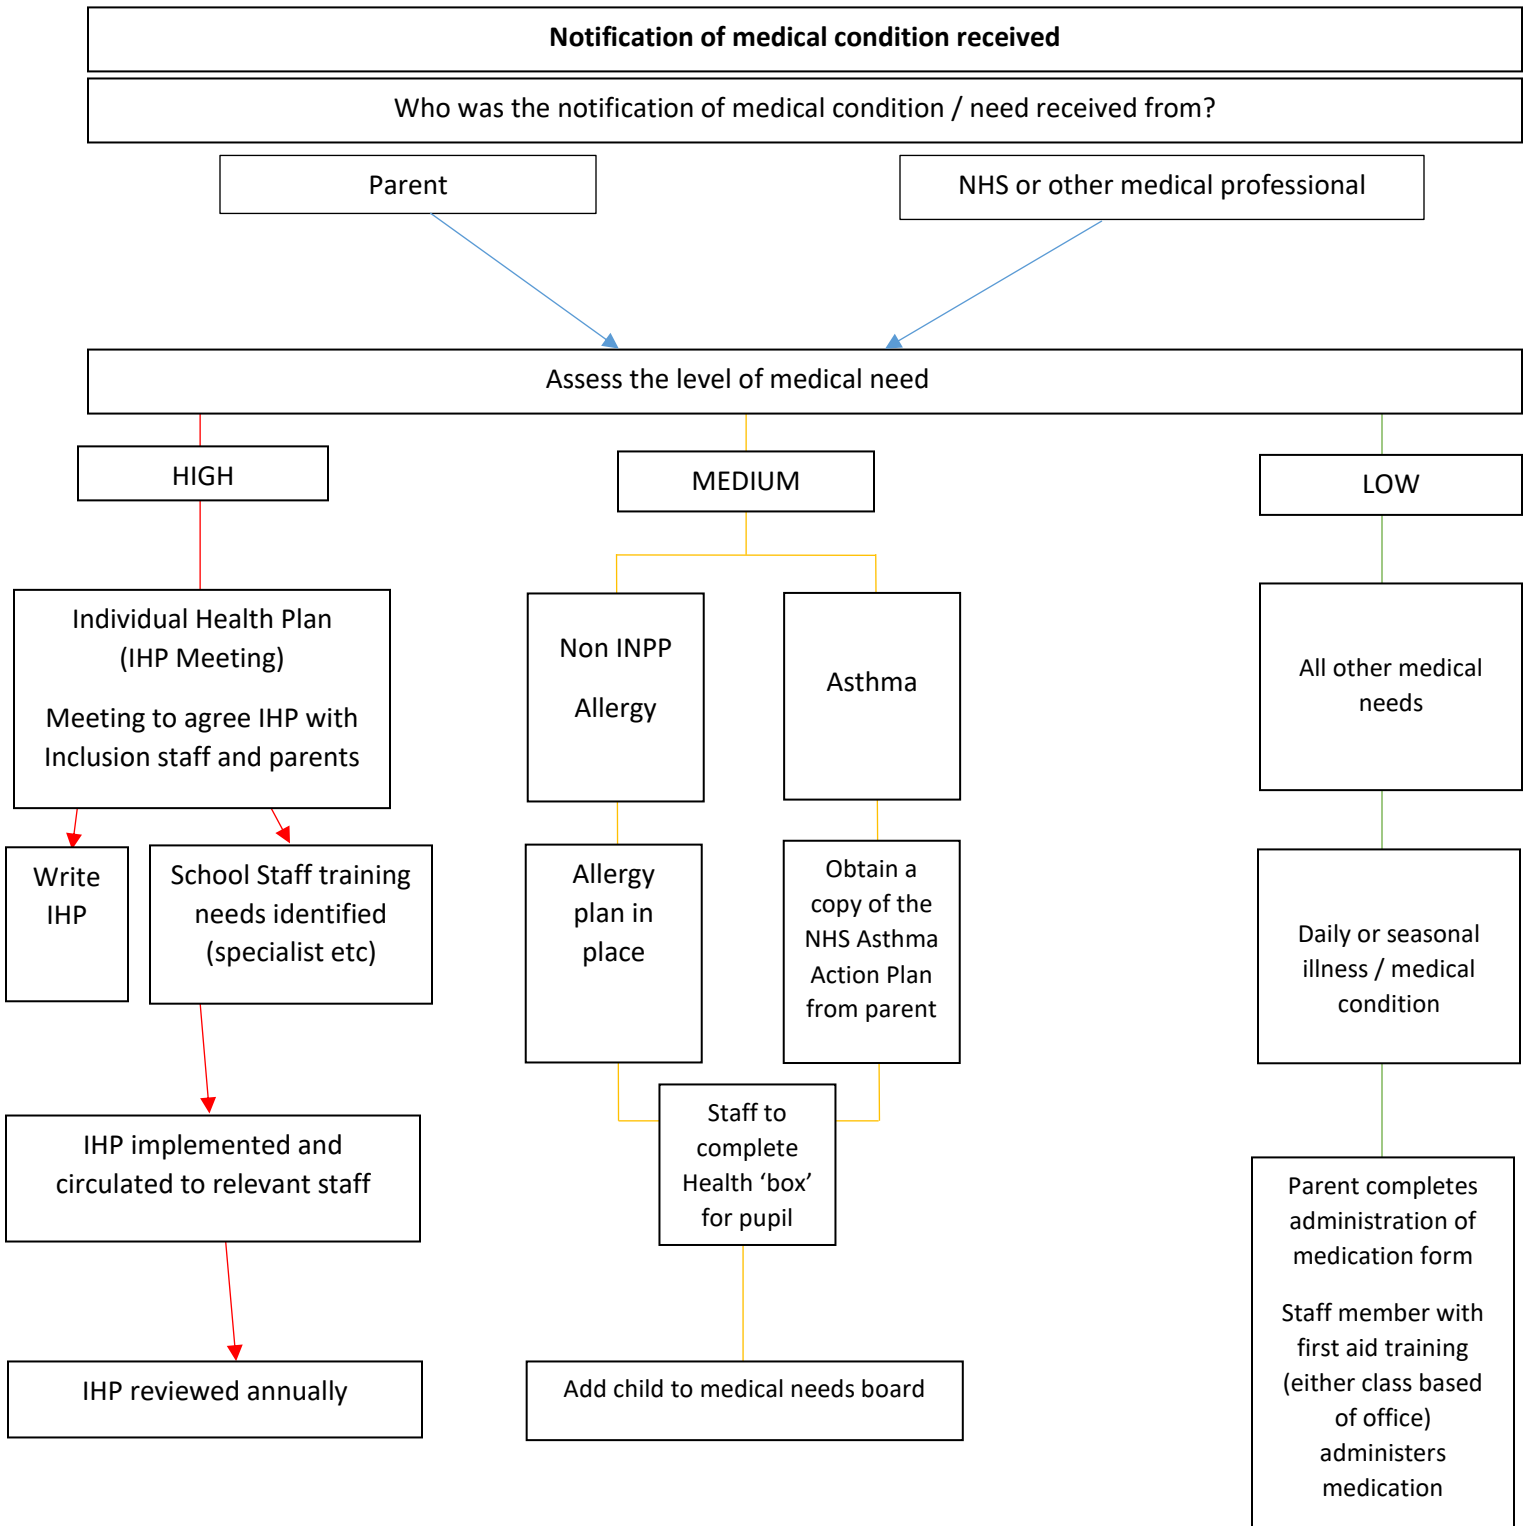 Notification of medical condition received
Who was the notification of medical condition / need received from?
Parent
NHS or other medical professional
Assess the level of medical need
HIGH
MEDIUM
LOW
Individual Health Plan
(IHP Meeting)
Meeting to agree IHP with
Inclusion staff and parents
Non INPP
Allergy
Asthma
All other medical
needs
Write
IHP
School Staff training
needs identified
(specialist etc)
Allergy
plan in
place
Obtain a
copy of the
NHS Asthma
Action Plan
from parent
Daily or seasonal
illness / medical
condition
IHP implemented and
circulated to relevant staff
Staff to
complete
Health ‘box’
for pupil
Parent completes
administration of
medication form
Staff member with
first aid training
(either class based
of office)
administers
medication
IHP reviewed annually
Add child to medical needs board